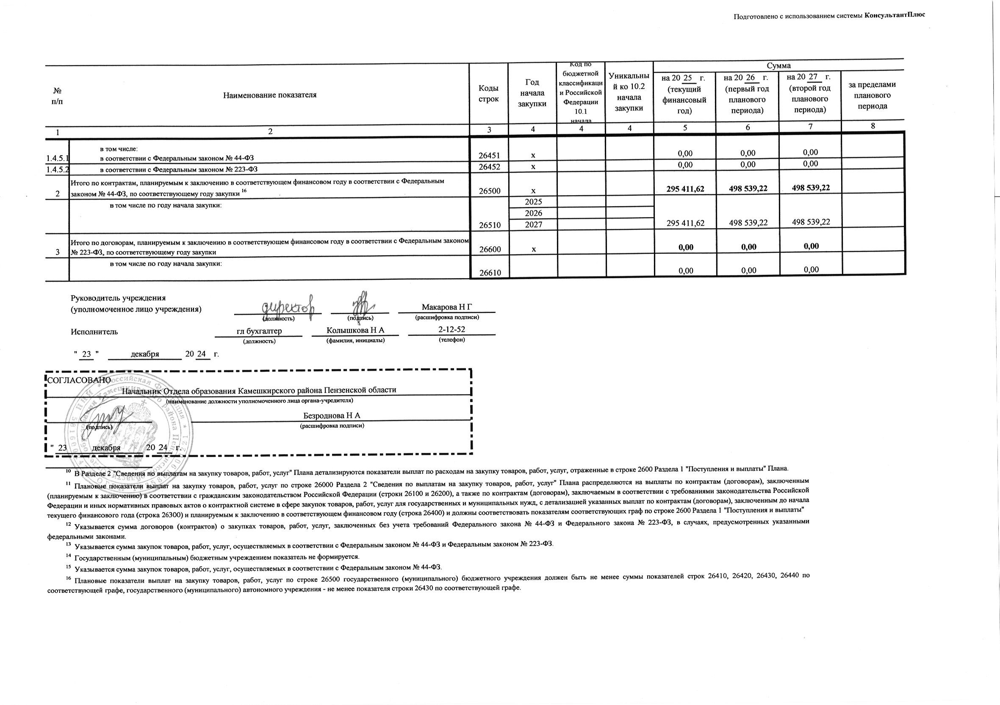 Подготовлено с использованием системы КонсультантПлюс
№ п/п
Наименование показателя
Коды строк
Год начала закупки
Код по бюджетной классификаци и Российской Федерации 10.1 начала
Уникальны й ко 10.2 начала закупки
Сумма
на 20 25 г. (текущий финансовый год)
на 20 26 г. (первый год планового периода)
на 20 27 г. (второй год планового периода)
за пределами планового периода
1 2 3 4 4 4 5 6 7 8
в том числе:
1.4.5.1 в соответствии с Федеральным законом № 44-ФЗ 26451 х 0,00 0,00 0,00
1.4.5.2 в соответствии с Федеральным законом № 223-ФЗ 26452 х 0,00 0,00 0,00
Итого по контрактам, планируемым к заключению в соответствующем финансовом году в соответствии с Федеральным
2 законом № 44-ФЗ, по соответствующему году закупки 16 26500 х 295 411,62 498 539,22 498 539,22
в том числе по году начала закупки: 2025
2026
26510 2027 295 411,62 498 539,22 498 539,22
Итого по договорам, планируемым к заключению в соответствующем финансовом году в соответствии с Федеральным законом
3 № 223-ФЗ, по соответствующему году закупки 26600 х 0,00 0,00 0,00
в том числе по году начала закупки:
26610 0,00 0,00 0,00
Руководитель учреждения
(уполномоченное лицо учреждения) директор Макарова Н Г
(должность) (подпись) (расшифровка подписи)
Исполнитель гл бухгалтер Колышкова Н А 2-12-52
(должность) (фамилия, инициалы) (телефон)
" 23 " декабря 20 24 г.
СОГЛАСОВАНО
Начальник Отдела образования Камешкирского района Пензенской области
(наименование должности уполномоченного лица органа-учредителя)
Безроднова Н А
(подпись) (расшифровка подписи)
" 23 декабря 20 24 г.
10 В Разделе 2 "Сведения по выплатам на закупку товаров, работ, услуг" Плана детализируются показатели выплат по расходам на закупку товаров, работ, услуг, отраженные в строке 2600 Раздела 1 "Поступления и выплаты" Плана.
11 Плановые показатели выплат на закупку товаров, работ, услуг по строке 26000 Раздела 2 "Сведения по выплатам на закупку товаров, работ, услуг" Плана распределяются на выплаты по контрактам (договорам), заключенным
(планируемым к заключению) в соответствии с гражданским законодательством Российской Федерации (строки 26100 и 26200), а также по контрактам (договорам), заключаемым в соответствии с требованиями законодательства Российской
Федерации и иных нормативных правовых актов о контрактной системе в сфере закупок товаров, работ, услуг для государственных и муниципальных нужд, с детализацией указанных выплат по контрактам (договорам), заключенным до начала
текущего финансового года (строка 26300) и планируемым к заключению в соответствующем финансовом году (строка 26400) и должны соответствовать показателям соответствующих граф по строке 2600 Раздела 1 "Поступления и выплаты"
12 Указывается сумма договоров (контрактов) о закупках товаров, работ, услуг, заключенных без учета требований Федерального закона № 44-ФЗ и Федерального закона № 223-ФЗ, в случаях, предусмотренных указанными
федеральными законами.
13 Указывается сумма закупок товаров, работ, услуг, осуществляемых в соответствии с Федеральным законом № 44-ФЗ и Федеральным законом № 223-ФЗ.
14 Государственным (муниципальным) бюджетным учреждением показатель не формируется.
15 Указывается сумма закупок товаров, работ, услуг, осуществляемых в соответствии с Федеральным законом № 44-ФЗ.
16 Плановые показатели выплат на закупку товаров, работ, услуг по строке 26500 государственного (муниципального) бюджетного учреждения должен быть не менее суммы показателей строк 26410, 26420, 26430, 26440 по
соответствующей графе, государственного (муниципального) автономного учреждения - не менее показателя строки 26430 по соответствующей графе.